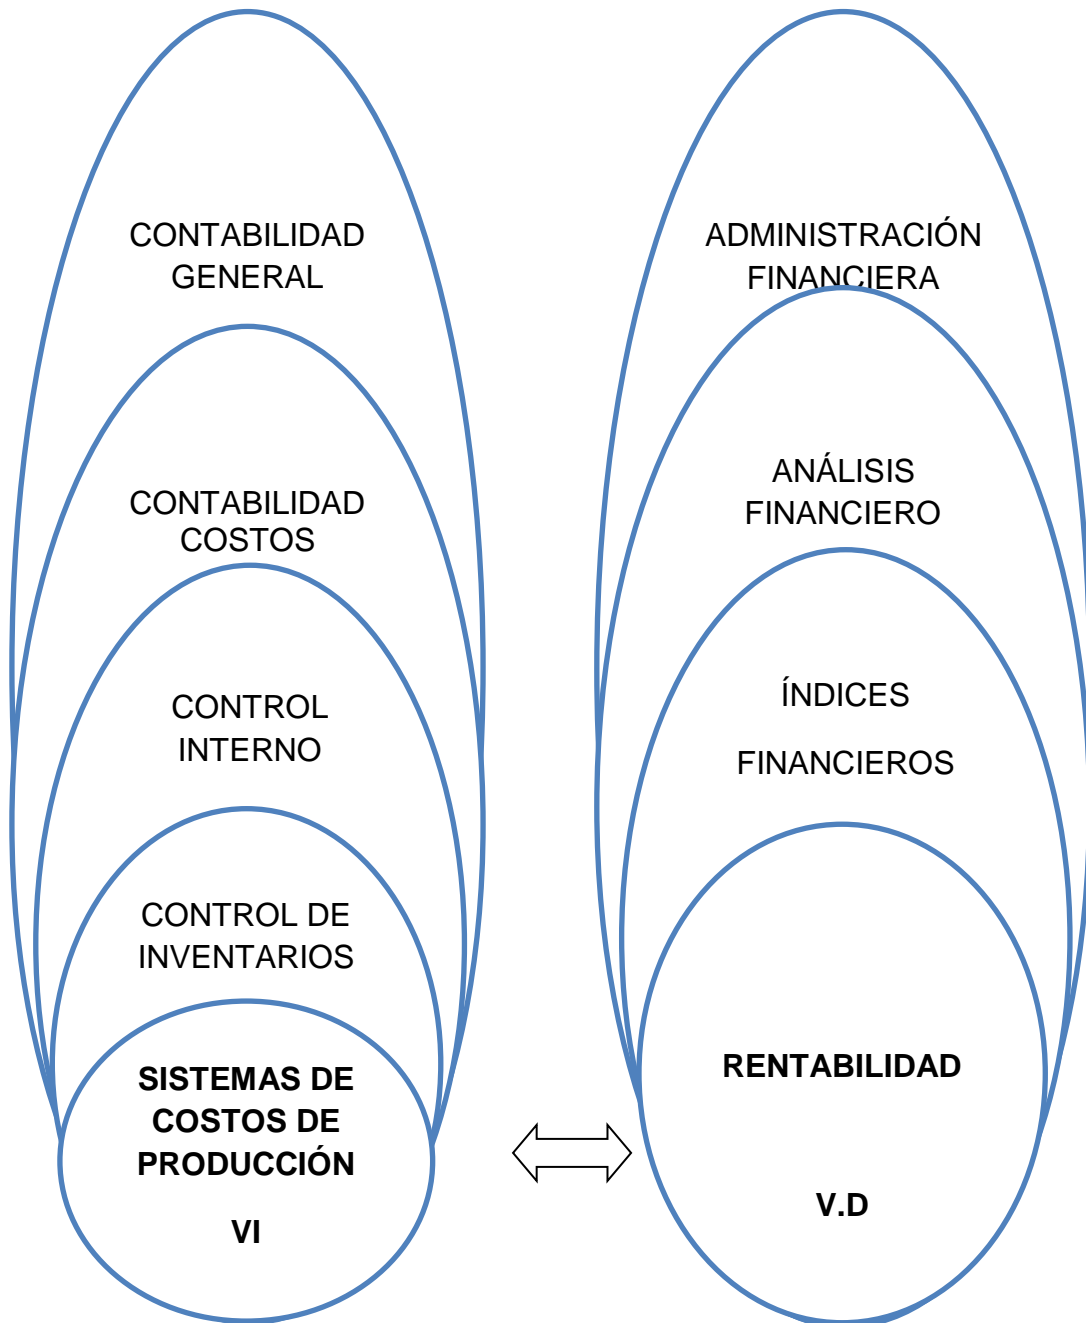 CONTABILIDAD
GENERAL
CONTABILIDAD
COSTOS
CONTROL
INTERNO
CONTROL DE
INVENTARIOS
SISTEMAS DE
COSTOS DE
PRODUCCIÓN
VI
ADMINISTRACIÓN
FINANCIERA
ANÁLISIS
FINANCIERO
ÍNDICES
FINANCIEROS
RENTABILIDAD
V.D